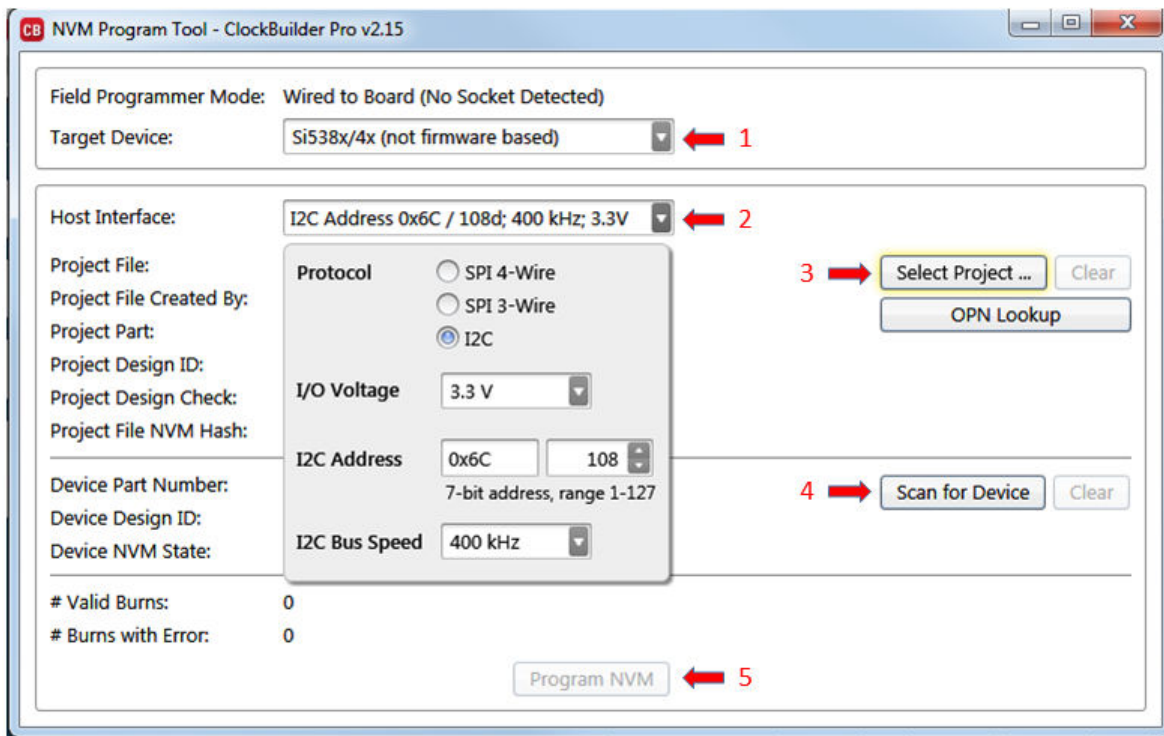 CB NVM Program Tool - ClockBuilder Pro v2.15
Field Programmer Mode: Wired to Board (No Socket Detected)
Target Device: Si538x/4x (not firmware based) 1
Host Interface: I2C Address 0x6C / 108d; 400 kHz; 3.3V 2
Project File: 3 Select Project ... Clear
Project File Created By: OPN Lookup
Project Part:
Project Design ID:
Project Design Check:
Project File NVM Hash:
Protocol SPI 4-Wire
SPI 3-Wire
I2C
I/O Voltage 3.3 V
I2C Address 0x6C 108
7-bit address, range 1-127
I2C Bus Speed 400 kHz
Device Part Number: 4 Scan for Device Clear
Device Design ID:
Device NVM State:
# Valid Burns: 0
# Burns with Error: 0
Program NVM 5